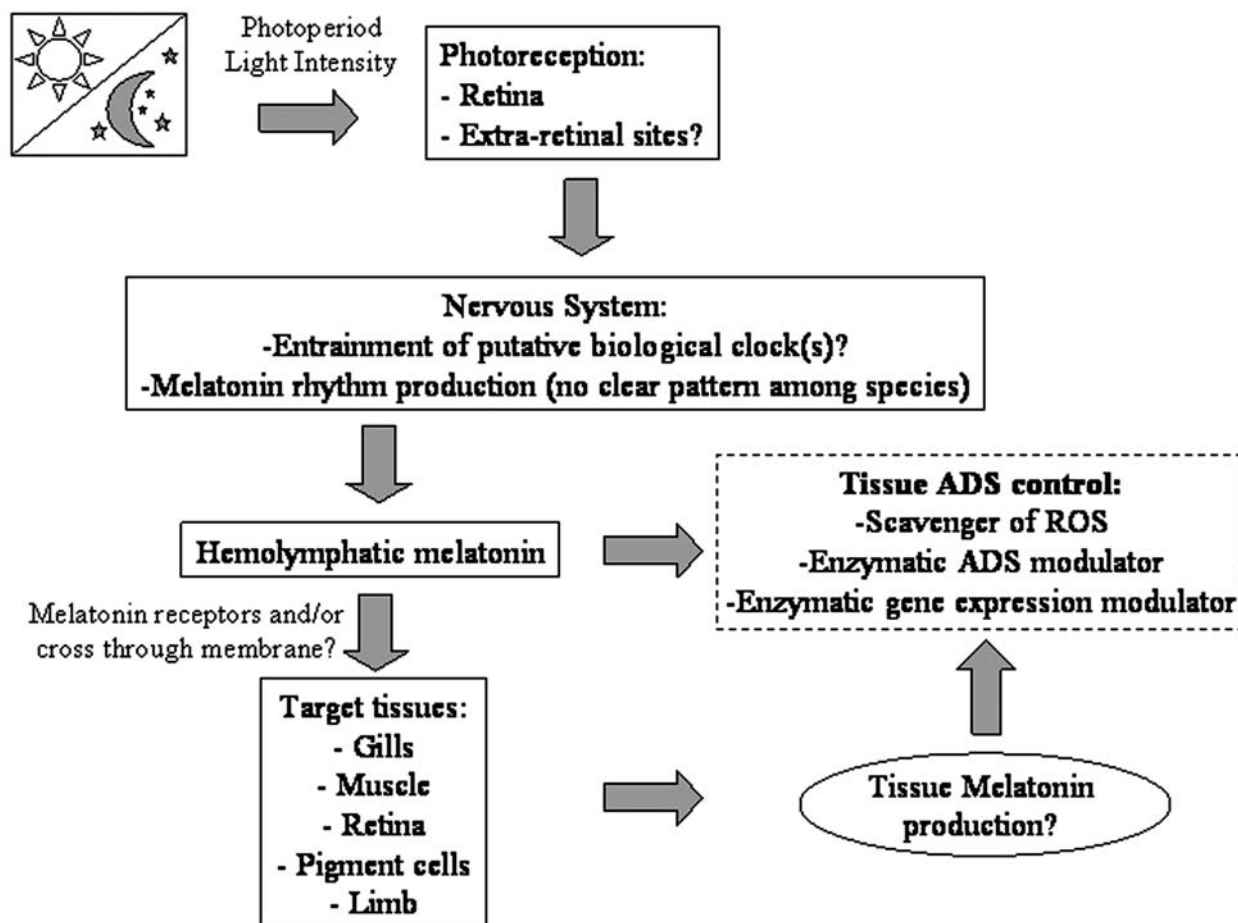 Photoperiod
Light Intensity
Photoreception:
- Retina
- Extra-retinal sites?
Nervous System:
-Entrainment of putative biological clock(s)?
-Melatonin rhythm production (no clear pattern among species)
Hemolymphatic melatonin
Tissue ADS control:
-Scavenger of ROS
-Enzymatic ADS modulator
-Enzymatic gene expression modulator
Melatonin receptors and/or
cross through membrane?
Target tissues:
- Gills
- Muscle
- Retina
- Pigment cells
- Limb
Tissue Melatonin
production?